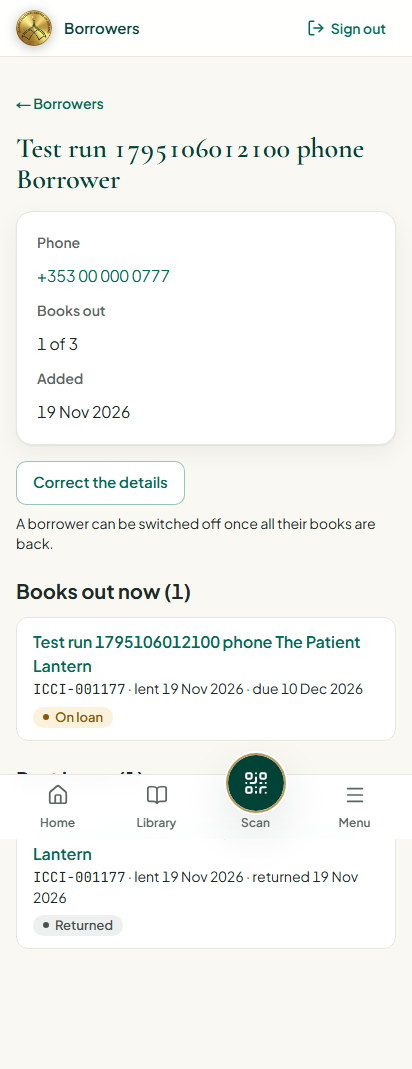 Borrowers
Sign out
← Borrowers
Test run 1795106012100 phone
Borrower
Phone
+353 00 000 0777
Books out
1 of 3
Added
19 Nov 2026
Correct the details
A borrower can be switched off once all their books are
back.
Books out now (1)
Test run 1795106012100 phone The Patient
Lantern
ICCI-001177 · lent 19 Nov 2026 · due 10 Dec 2026
On loan
Home
Library
Scan
Menu
Lantern
ICCI-001177 · lent 19 Nov 2026 · returned 19 Nov
2026
Returned